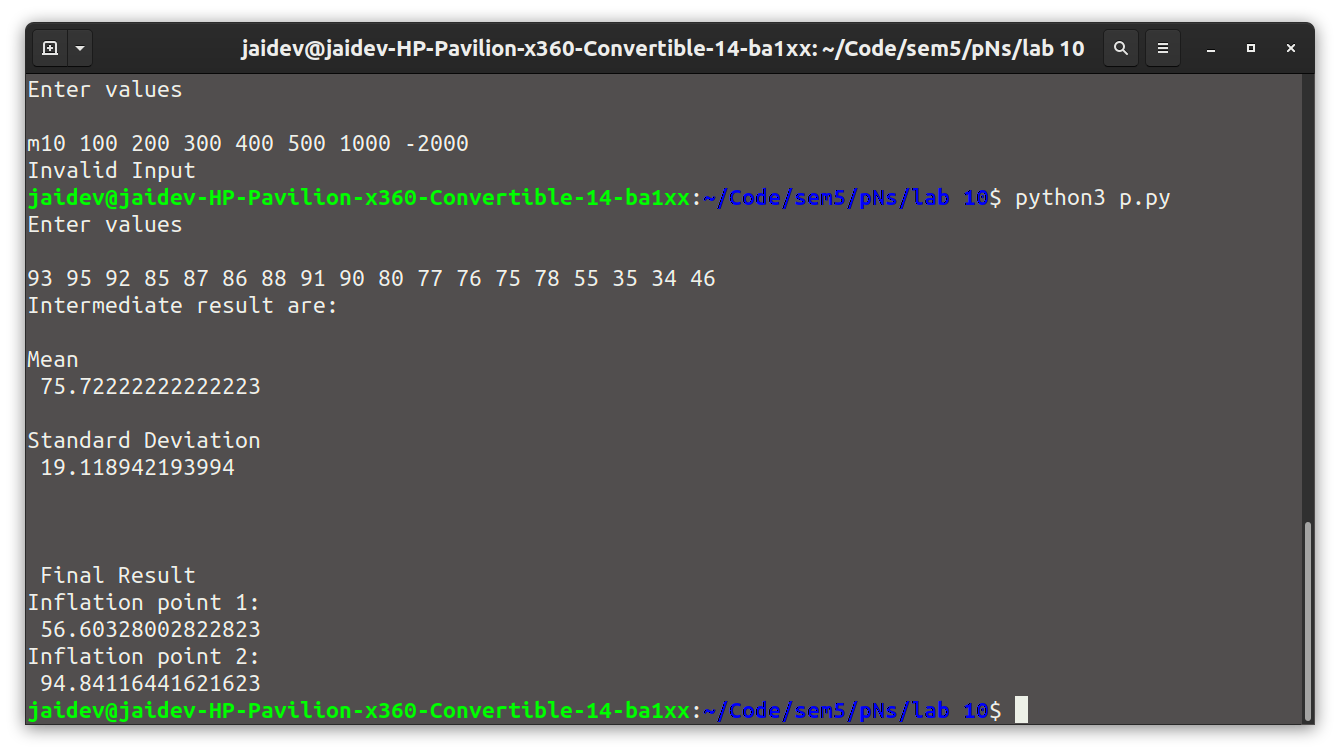 jaidev@jaidev-HP-Pavilion-x360-Convertible-14-ba1xx: ~/Code/sem5/pNs/lab 10
Enter values
m10 100 200 300 400 500 1000 -2000
Invalid Input
jaidev@jaidev-HP-Pavilion-x360-Convertible-14-ba1xx:~/Code/sem5/pNs/lab 10$ python3 p.py
Enter values
93 95 92 85 87 86 88 91 90 80 77 76 75 78 55 35 34 46
Intermediate result are:
Mean
75.72222222222223
Standard Deviation
19.118942193994
Final Result
Inflation point 1:
56.60328002822823
Inflation point 2:
94.84116441621623
jaidev@jaidev-HP-Pavilion-x360-Convertible-14-ba1xx:~/Code/sem5/pNs/lab 10$